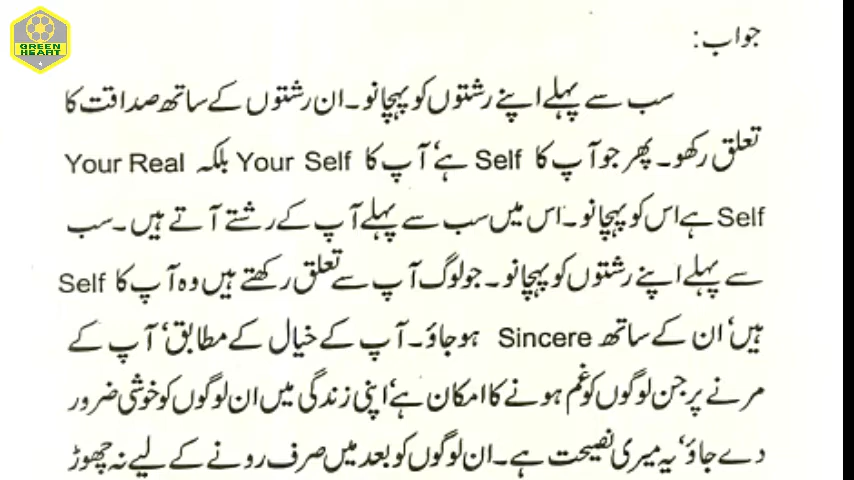 GREEN
HEART
جواب:
سب سے پہلے اپنے رشتوں کو پہچانو۔ ان رشتوں کے ساتھ صداقت کا
تعلق رکھو۔ پھر جو آپ کا Self ہے‘ آپ کا Your Self بلکہ Your Real
Self ہے اس کو پہچانو۔ اس میں سب سے پہلے آپ کے رشتے آتے ہیں۔ سب
سے پہلے اپنے رشتوں کو پہچانو۔ جو لوگ آپ سے تعلق رکھتے ہیں وہ آپ کا Self
ہیں‘ ان کے ساتھ Sincere ہو جاؤ۔ آپ کے خیال کے مطابق‘ آپ کے
مرنے پر جن لوگوں کو غم ہونے کا امکان ہے‘ اپنی زندگی میں ان لوگوں کو خوشی ضرور
دے جاؤ‘ یہ میری نصیحت ہے۔ ان لوگوں کو بعد میں صرف رونے کے لیے نہ چھوڑ